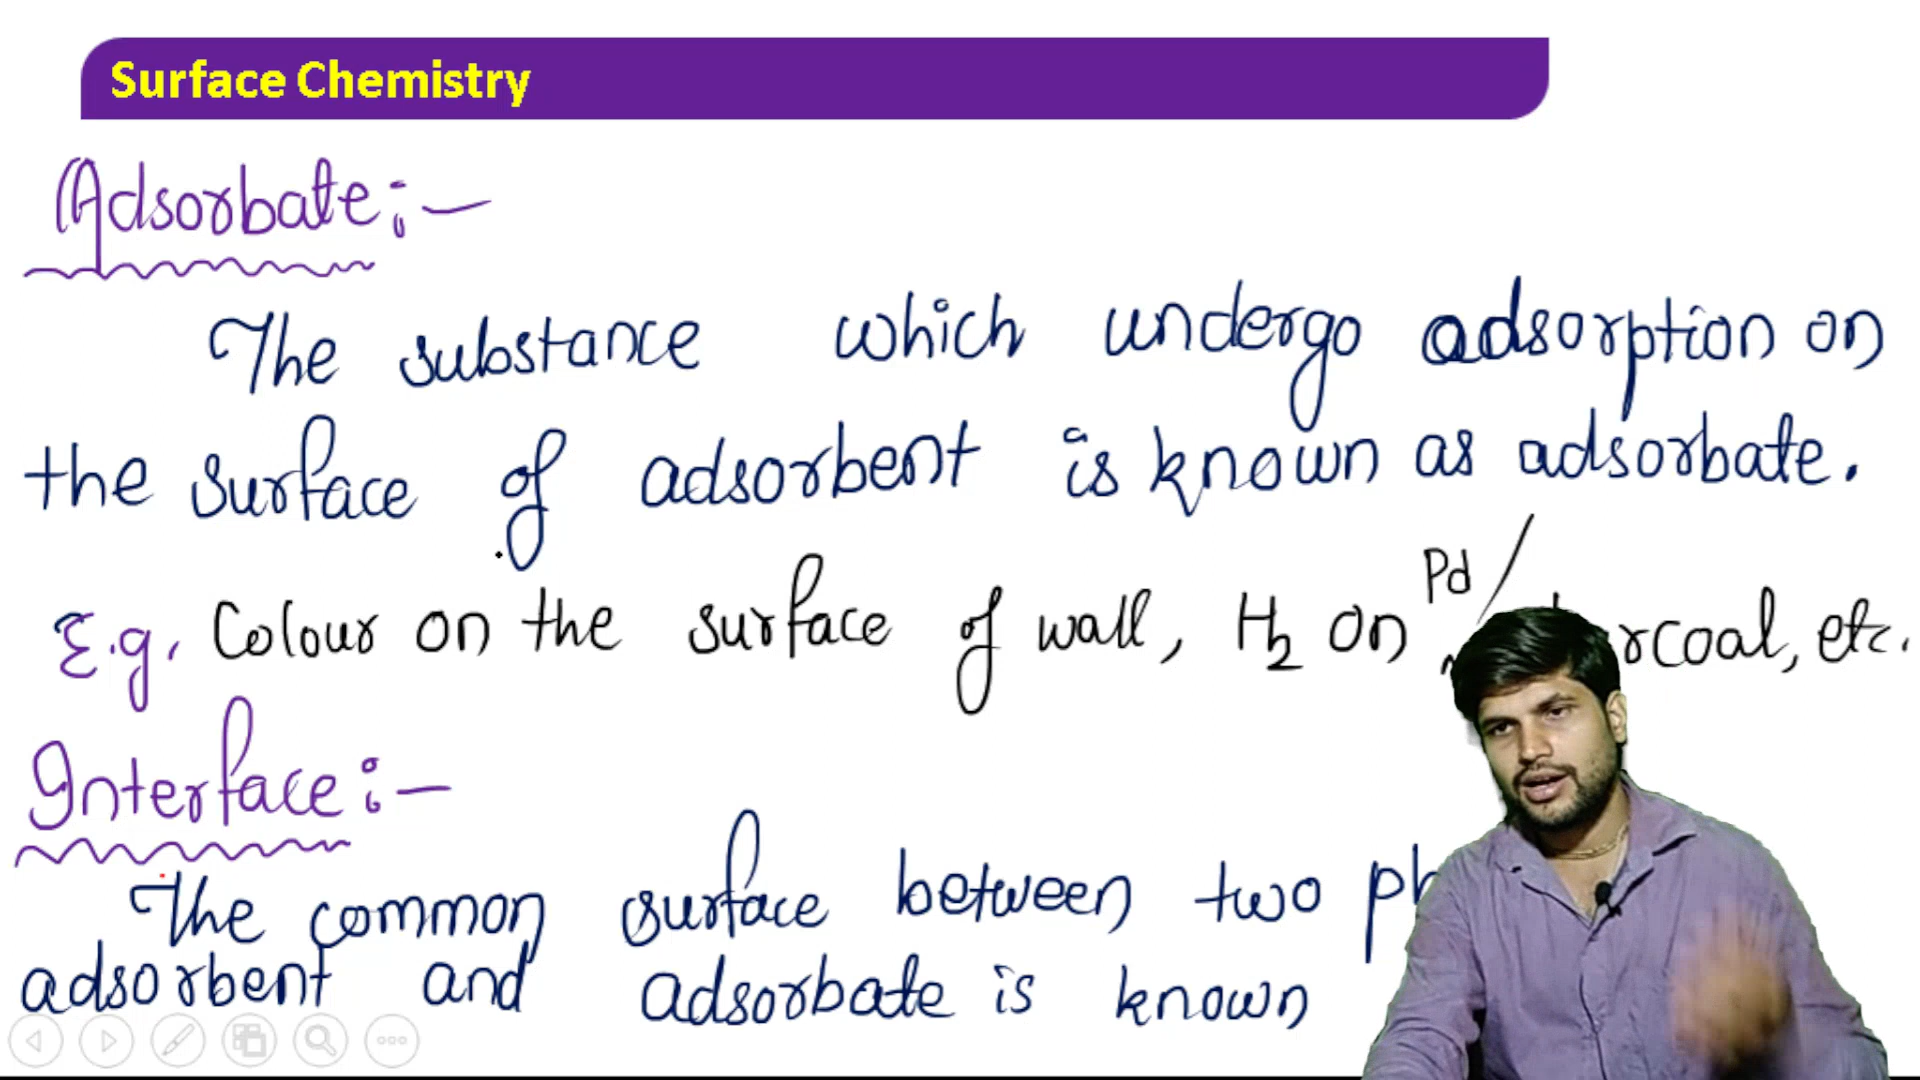 Surface Chemistry
Adsorbate:-
The substance which undergo adsorption on
the surface of adsorbent is known as adsorbate.
E.g. Colour on the surface of wall, H2 on Pd/ etc.
Interface:-
The common surface between two
adsorbent and adsorbate is known